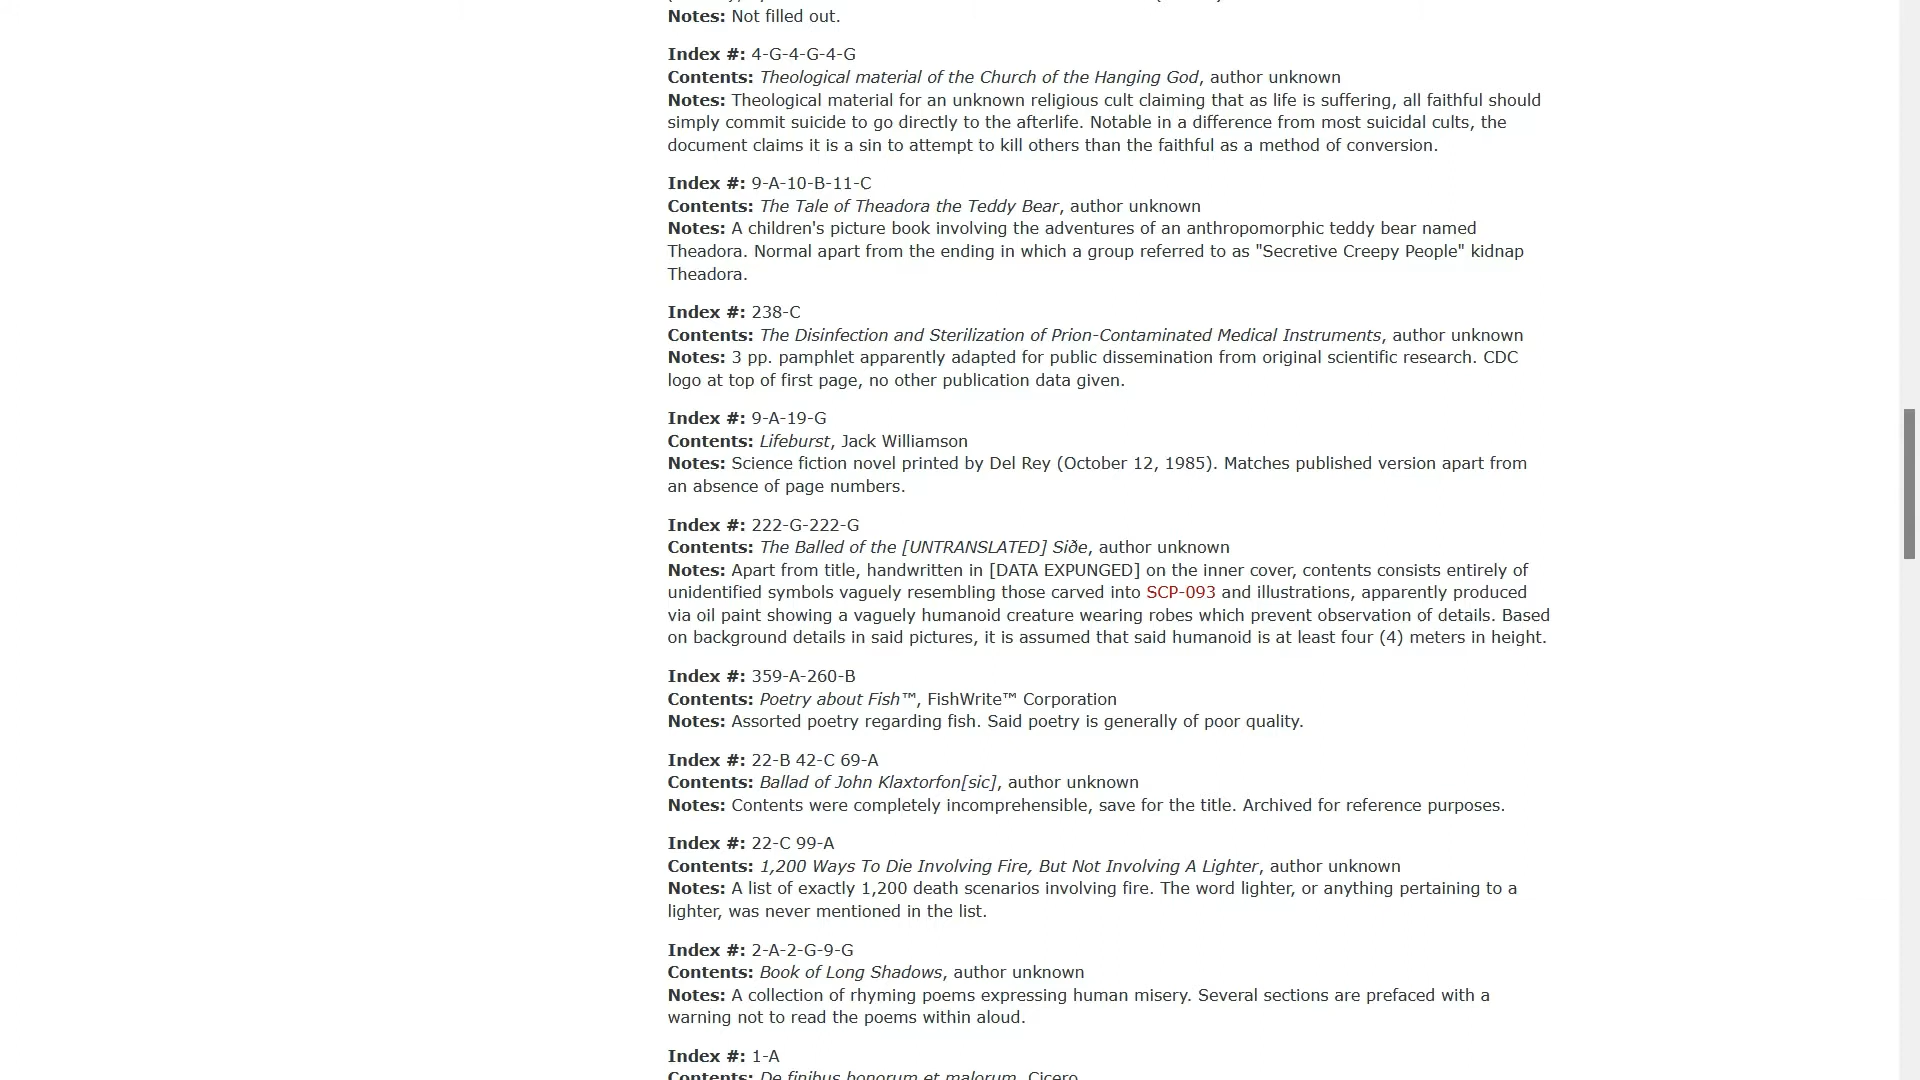 Notes: Not filled out.
Index #: 4-G-4-G-4-G
Contents: Theological material of the Church of the Hanging God, author unknown
Notes: Theological material for an unknown religious cult claiming that as life is suffering, all faithful should
simply commit suicide to go directly to the afterlife. Notable in a difference from most suicidal cults, the
document claims it is a sin to attempt to kill others than the faithful as a method of conversion.
Index #: 9-A-10-B-11-C
Contents: The Tale of Theadora the Teddy Bear, author unknown
Notes: A children's picture book involving the adventures of an anthropomorphic teddy bear named
Theadora. Normal apart from the ending in which a group referred to as "Secretive Creepy People" kidnap
Theadora.
Index #: 238-C
Contents: The Disinfection and Sterilization of Prion-Contaminated Medical Instruments, author unknown
Notes: 3 pp. pamphlet apparently adapted for public dissemination from original scientific research. CDC
logo at top of first page, no other publication data given.
Index #: 9-A-19-G
Contents: Lifeburst, Jack Williamson
Notes: Science fiction novel printed by Del Rey (October 12, 1985). Matches published version apart from
an absence of page numbers.
Index #: 222-G-222-G
Contents: The Balled of the [UNTRANSLATED] Siðe, author unknown
Notes: Apart from title, handwritten in [DATA EXPUNGED] on the inner cover, contents consists entirely of
unidentified symbols vaguely resembling those carved into SCP-093 and illustrations, apparently produced
via oil paint showing a vaguely humanoid creature wearing robes which prevent observation of details. Based
on background details in said pictures, it is assumed that said humanoid is at least four (4) meters in height.
Index #: 359-A-260-B
Contents: Poetry about Fish™, FishWrite™ Corporation
Notes: Assorted poetry regarding fish. Said poetry is generally of poor quality.
Index #: 22-B 42-C 69-A
Contents: Ballad of John Klaxtorfon[sic], author unknown
Notes: Contents were completely incomprehensible, save for the title. Archived for reference purposes.
Index #: 22-C 99-A
Contents: 1,200 Ways To Die Involving Fire, But Not Involving A Lighter, author unknown
Notes: A list of exactly 1,200 death scenarios involving fire. The word lighter, or anything pertaining to a
lighter, was never mentioned in the list.
Index #: 2-A-2-G-9-G
Contents: Book of Long Shadows, author unknown
Notes: A collection of rhyming poems expressing human misery. Several sections are prefaced with a
warning not to read the poems within aloud.
Index #: 1-A
Contents: De finibus bonorum et malorum, Cicero